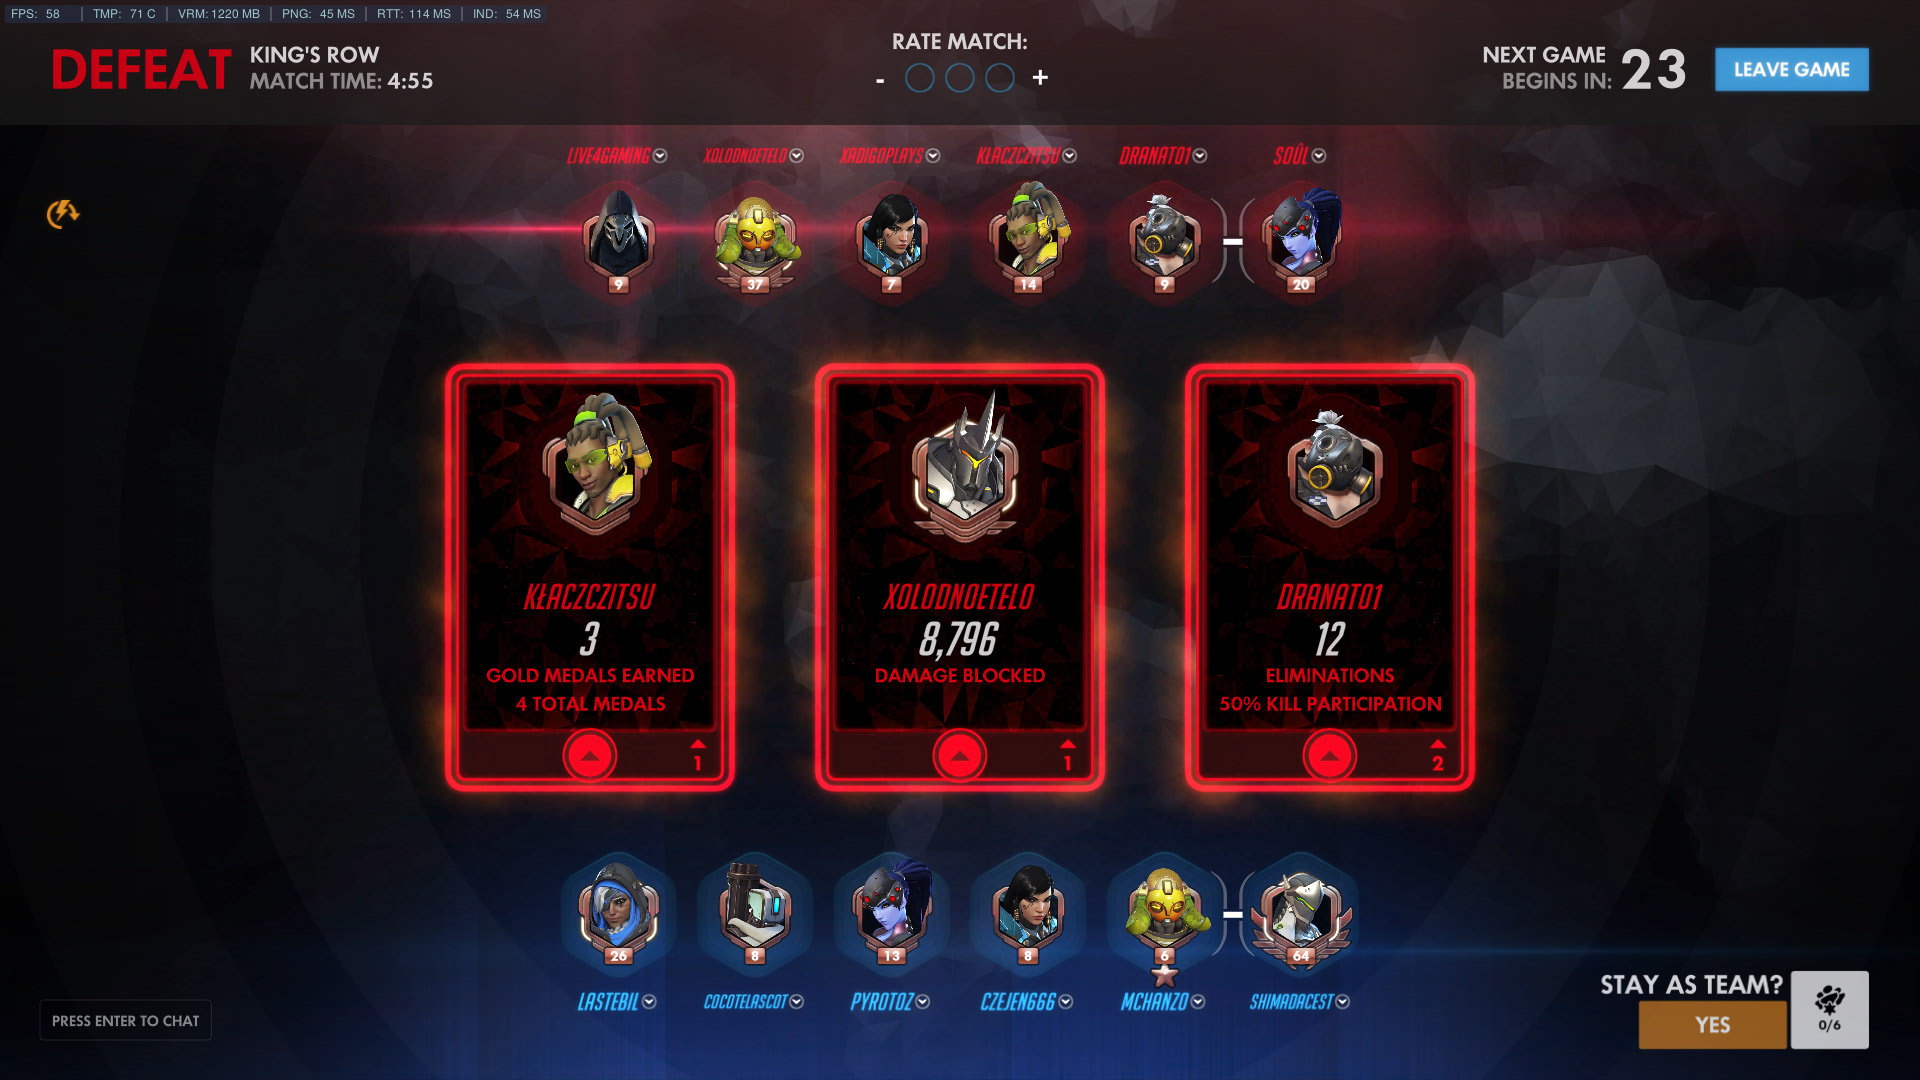 FPS: 58 | TMP: 71 C | VRM: 1220 MB | PNG: 45 MS | RTT: 114 MS | IND: 54 MS
DEFEAT
KING'S ROW
MATCH TIME: 4:55
RATE MATCH:
- +
NEXT GAME
BEGINS IN: 23
LEAVE GAME
LIVE4GAMING XOLODNOETELO XADIGOPLAYS KŁACZCZITSU DRANATO1 SOÛL
9 37 7 14 9 20
KŁACZCZITSU
3
GOLD MEDALS EARNED
4 TOTAL MEDALS
1
XOLODNOETELO
8,796
DAMAGE BLOCKED
1
DRANATO1
12
ELIMINATIONS
50% KILL PARTICIPATION
2
26 8 13 8 6 64
LASTEBIL COCOTELASCOT PYROTOZ CZEJEN666 MCHANZO SHIMADACEST
PRESS ENTER TO CHAT
STAY AS TEAM?
YES
0/6